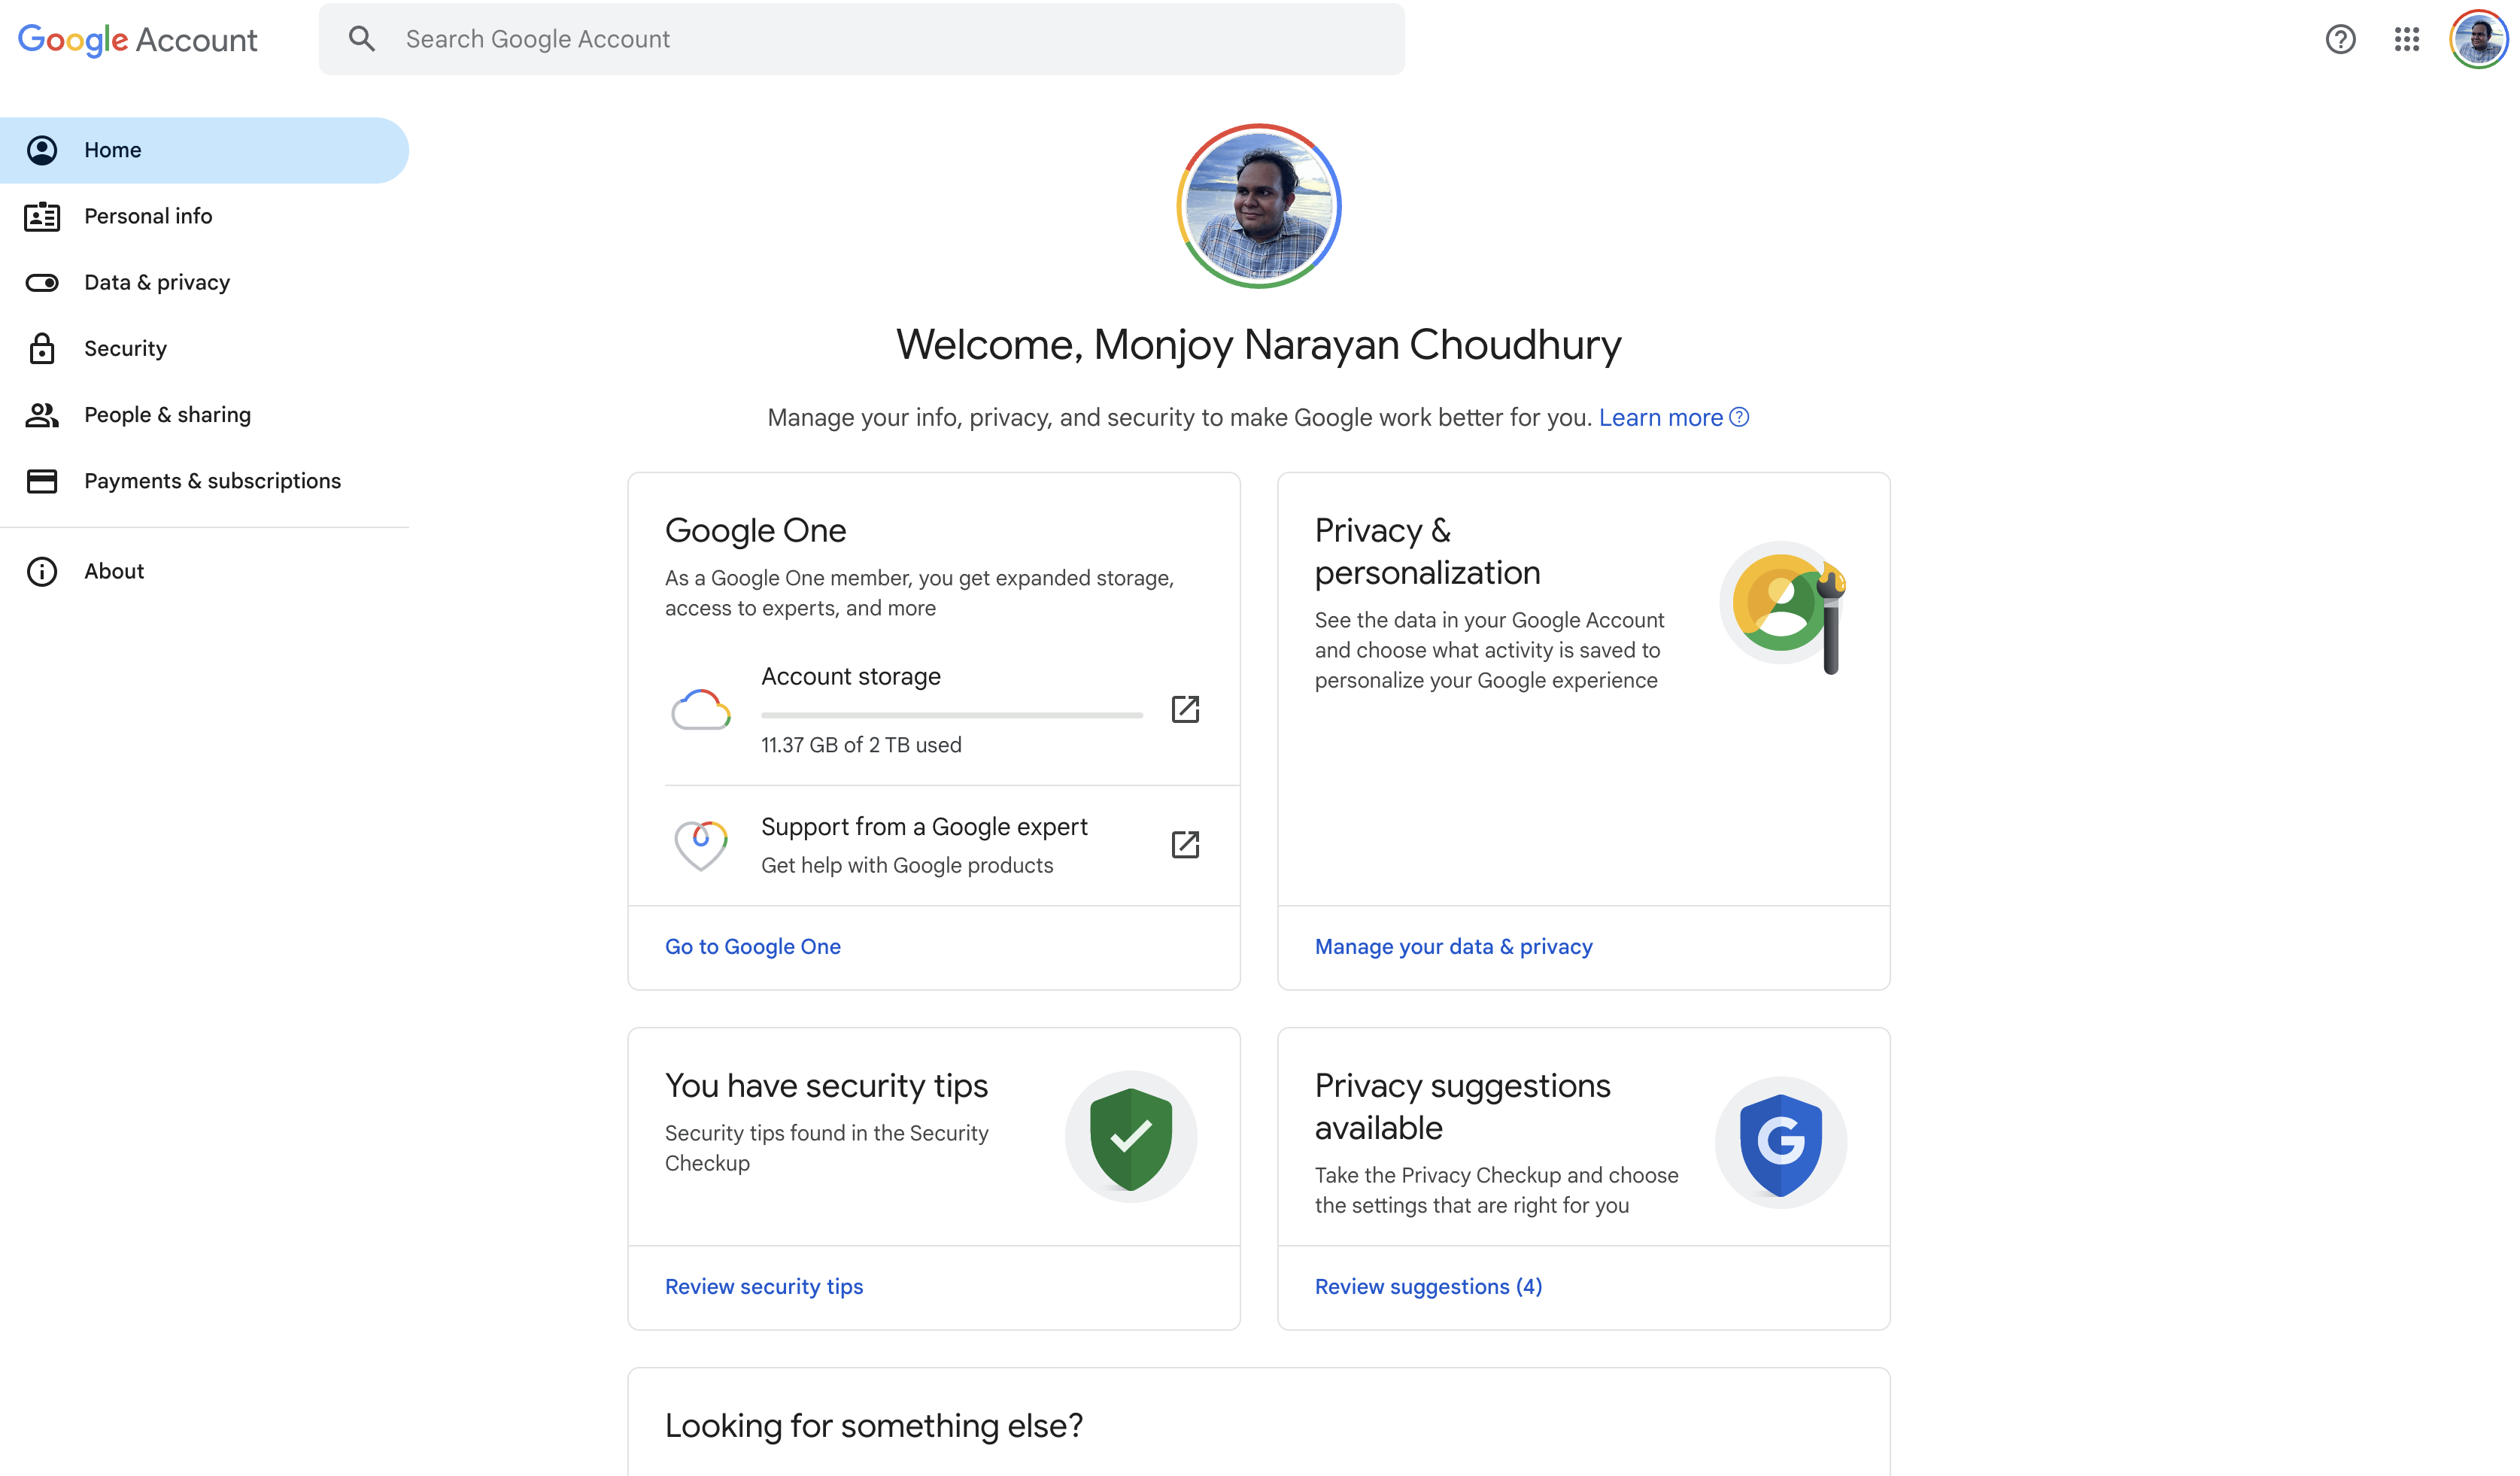 Google Account
Search Google Account
Home
Personal info
Data & privacy
Security
People & sharing
Payments & subscriptions
About
Welcome, Monjoy Narayan Choudhury
Manage your info, privacy, and security to make Google work better for you. Learn more
Google One
As a Google One member, you get expanded storage,
access to experts, and more
Account storage
11.37 GB of 2 TB used
Support from a Google expert
Get help with Google products
Go to Google One
Privacy &
personalization
See the data in your Google Account
and choose what activity is saved to
personalize your Google experience
Manage your data & privacy
You have security tips
Security tips found in the Security
Checkup
Review security tips
Privacy suggestions
available
Take the Privacy Checkup and choose
the settings that are right for you
Review suggestions (4)
Looking for something else?